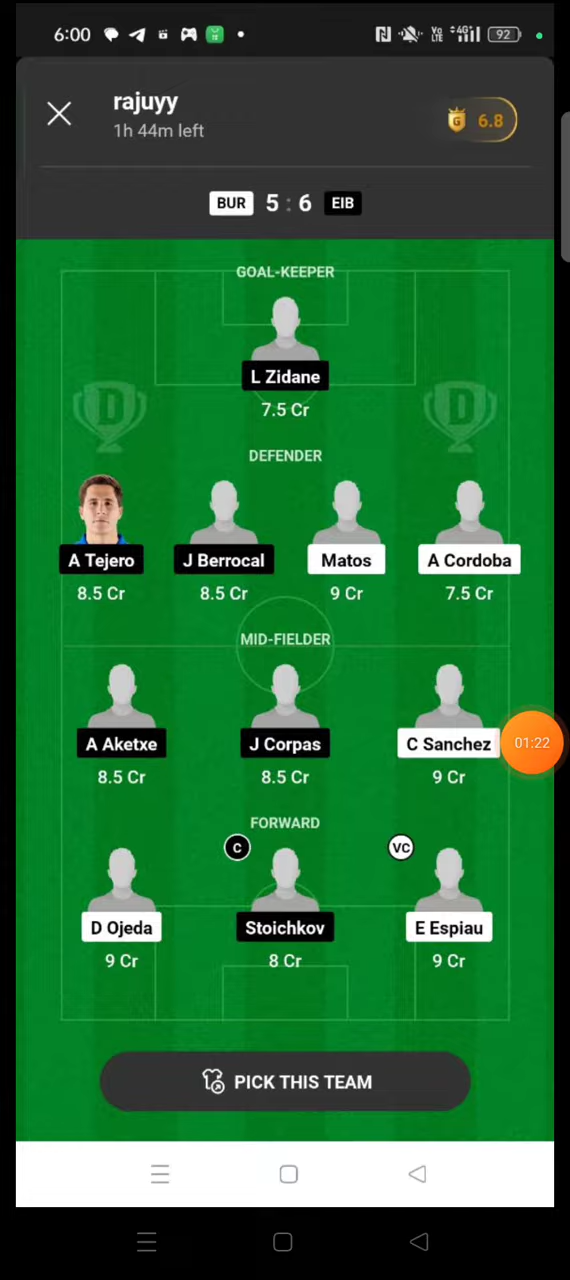 6:00 VoLTE 4G+ 92
rajuyy
1h 44m left
G 6.8
BUR 5 : 6 EIB
GOAL-KEEPER
L Zidane
7.5 Cr
D D
DEFENDER
A Tejero J Berrocal Matos A Cordoba
8.5 Cr 8.5 Cr 9 Cr 7.5 Cr
MID-FIELDER
A Aketxe J Corpas C Sanchez 01:22
8.5 Cr 8.5 Cr 9 Cr
FORWARD
C VC
D Ojeda Stoichkov E Espiau
9 Cr 8 Cr 9 Cr
PICK THIS TEAM